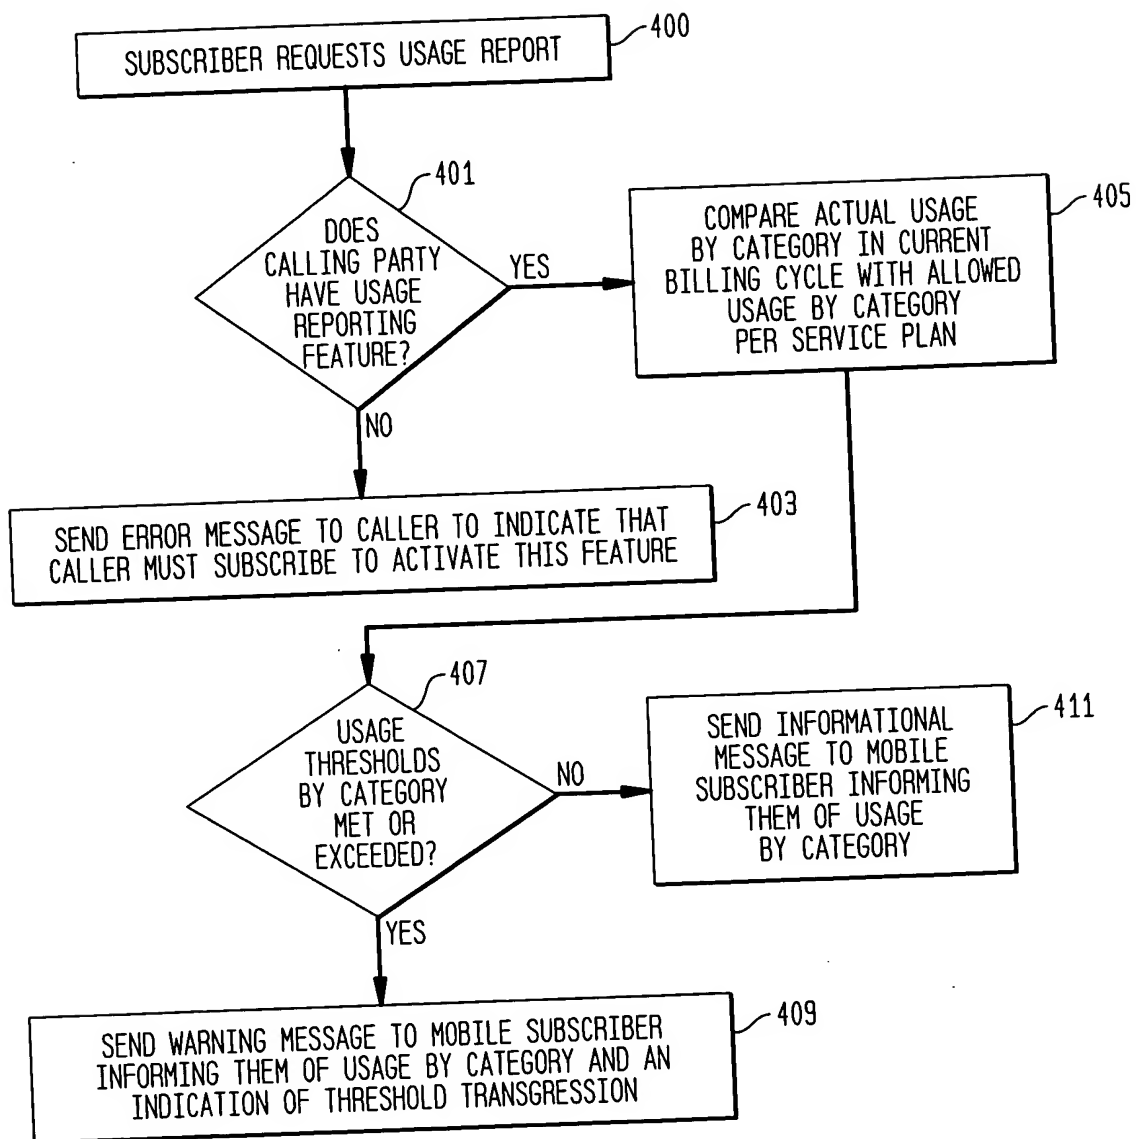 SUBSCRIBER REQUESTS USAGE REPORT
400
401
DOES
CALLING PARTY
HAVE USAGE
REPORTING
FEATURE?
YES
COMPARE ACTUAL USAGE
BY CATEGORY IN CURRENT
BILLING CYCLE WITH ALLOWED
USAGE BY CATEGORY
PER SERVICE PLAN
405
NO
SEND ERROR MESSAGE TO CALLER TO INDICATE THAT
CALLER MUST SUBSCRIBE TO ACTIVATE THIS FEATURE
403
407
USAGE
THRESHOLDS
BY CATEGORY
MET OR
EXCEEDED?
NO
SEND INFORMATIONAL
MESSAGE TO MOBILE
SUBSCRIBER INFORMING
THEM OF USAGE
BY CATEGORY
411
YES
SEND WARNING MESSAGE TO MOBILE SUBSCRIBER
INFORMING THEM OF USAGE BY CATEGORY AND AN
INDICATION OF THRESHOLD TRANSGRESSION
409